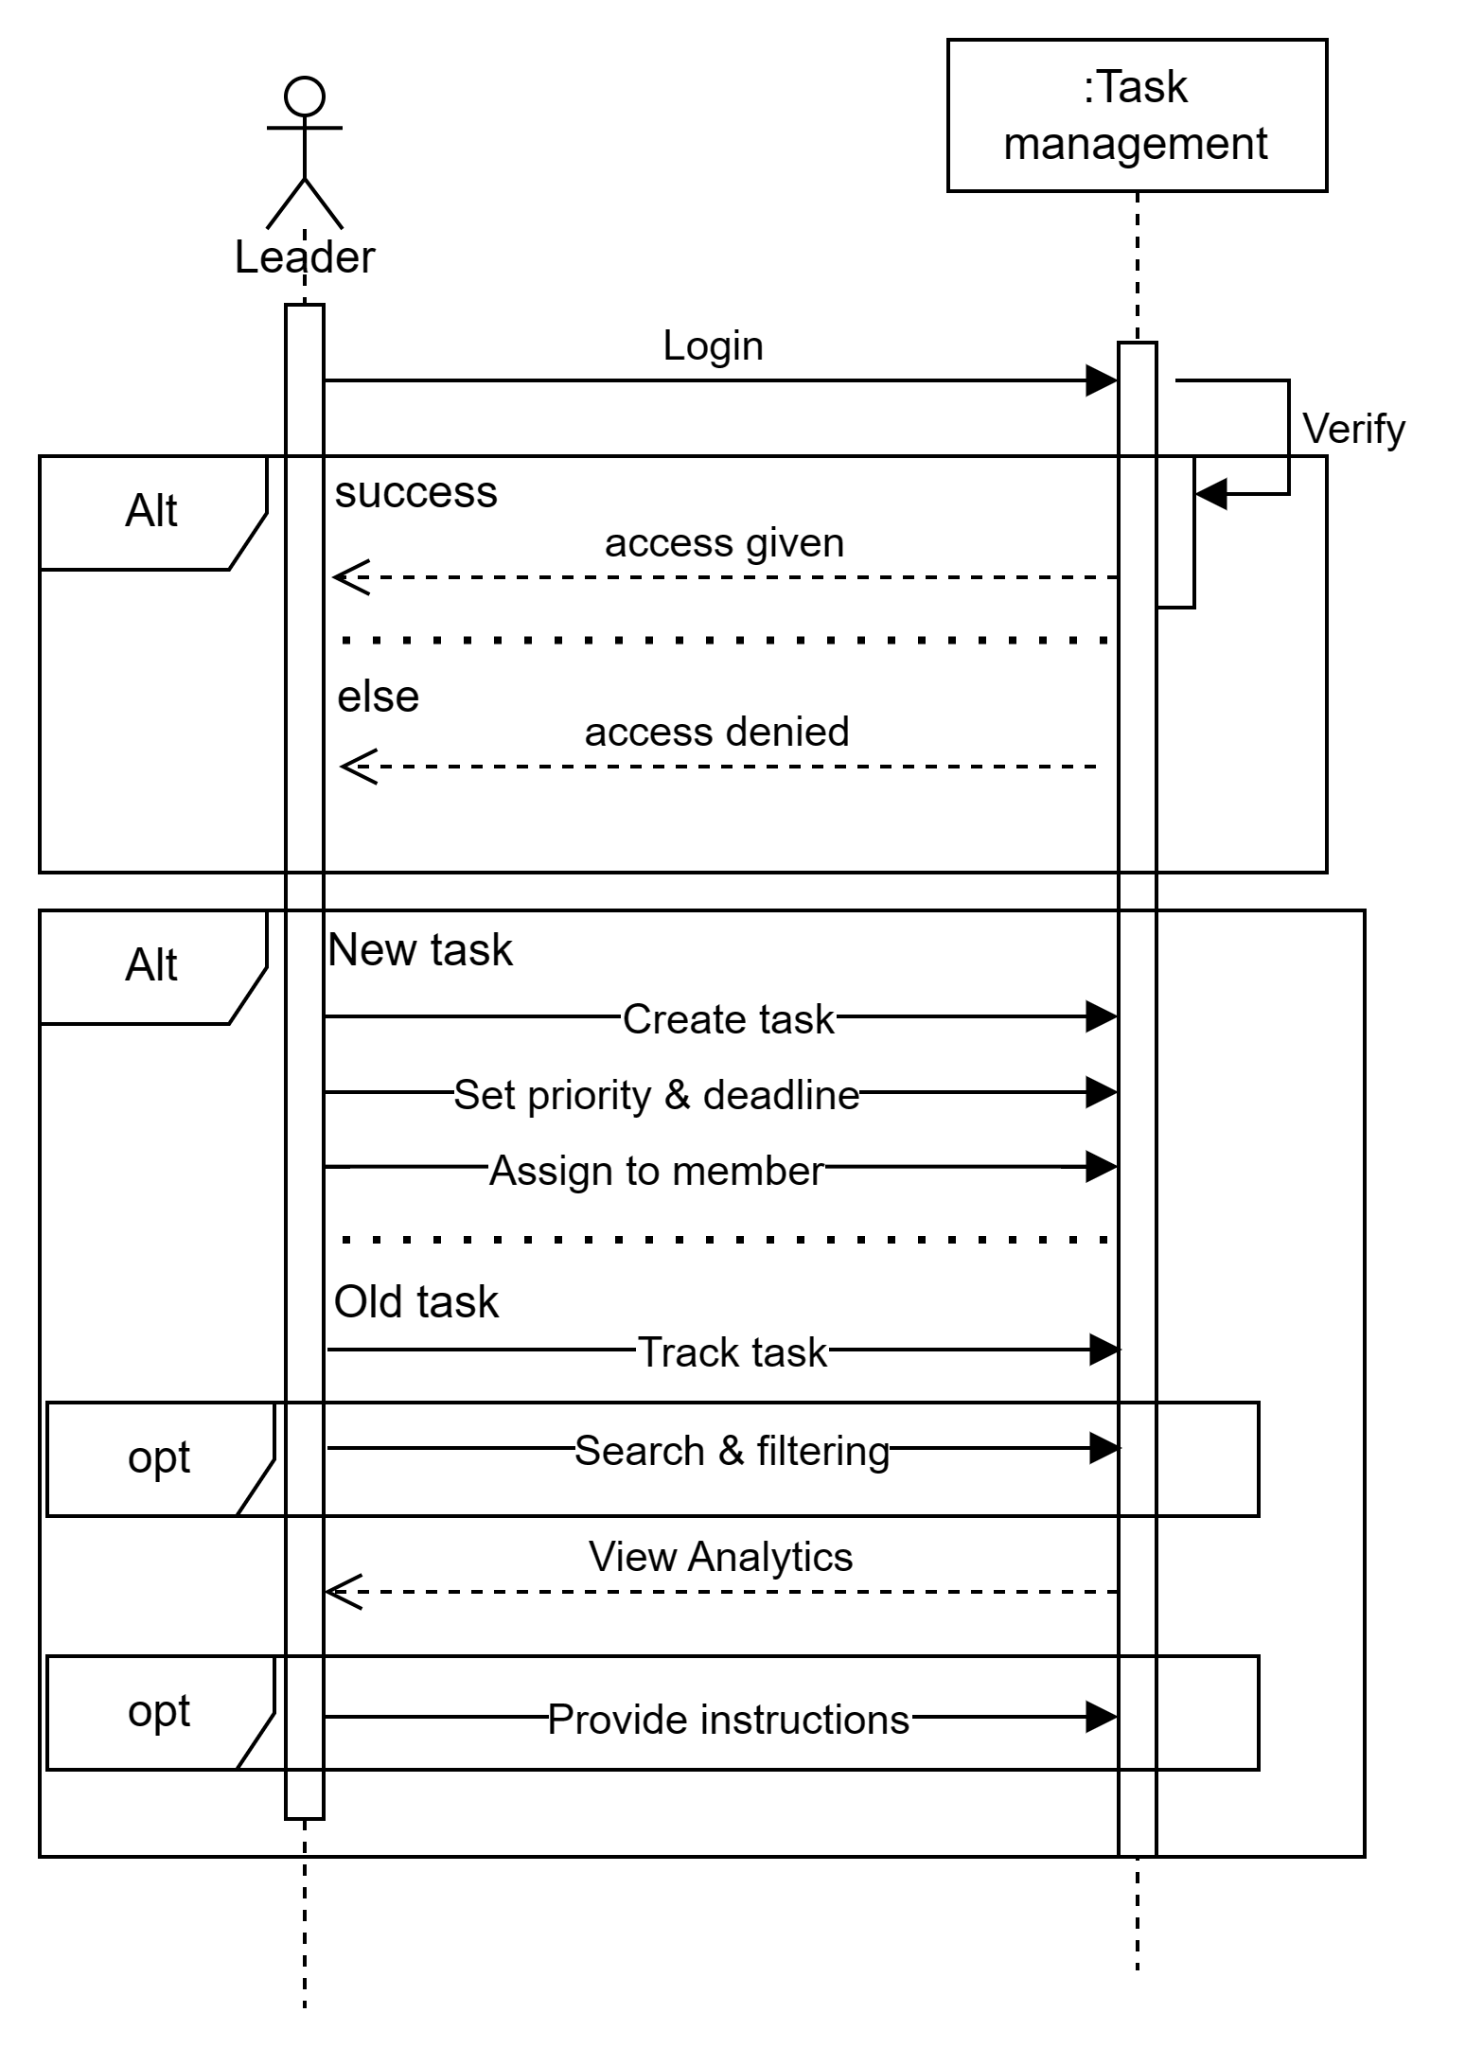 :Task
management
Leader
Login
Verify
Alt
success
access given
else
access denied
Alt
New task
Create task
Set priority & deadline
Assign to member
Old task
Track task
opt
Search & filtering
View Analytics
opt
Provide instructions